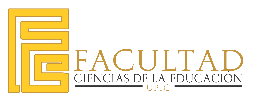 FACULTAD
CIENCIAS DE LA EDUCACIÓN